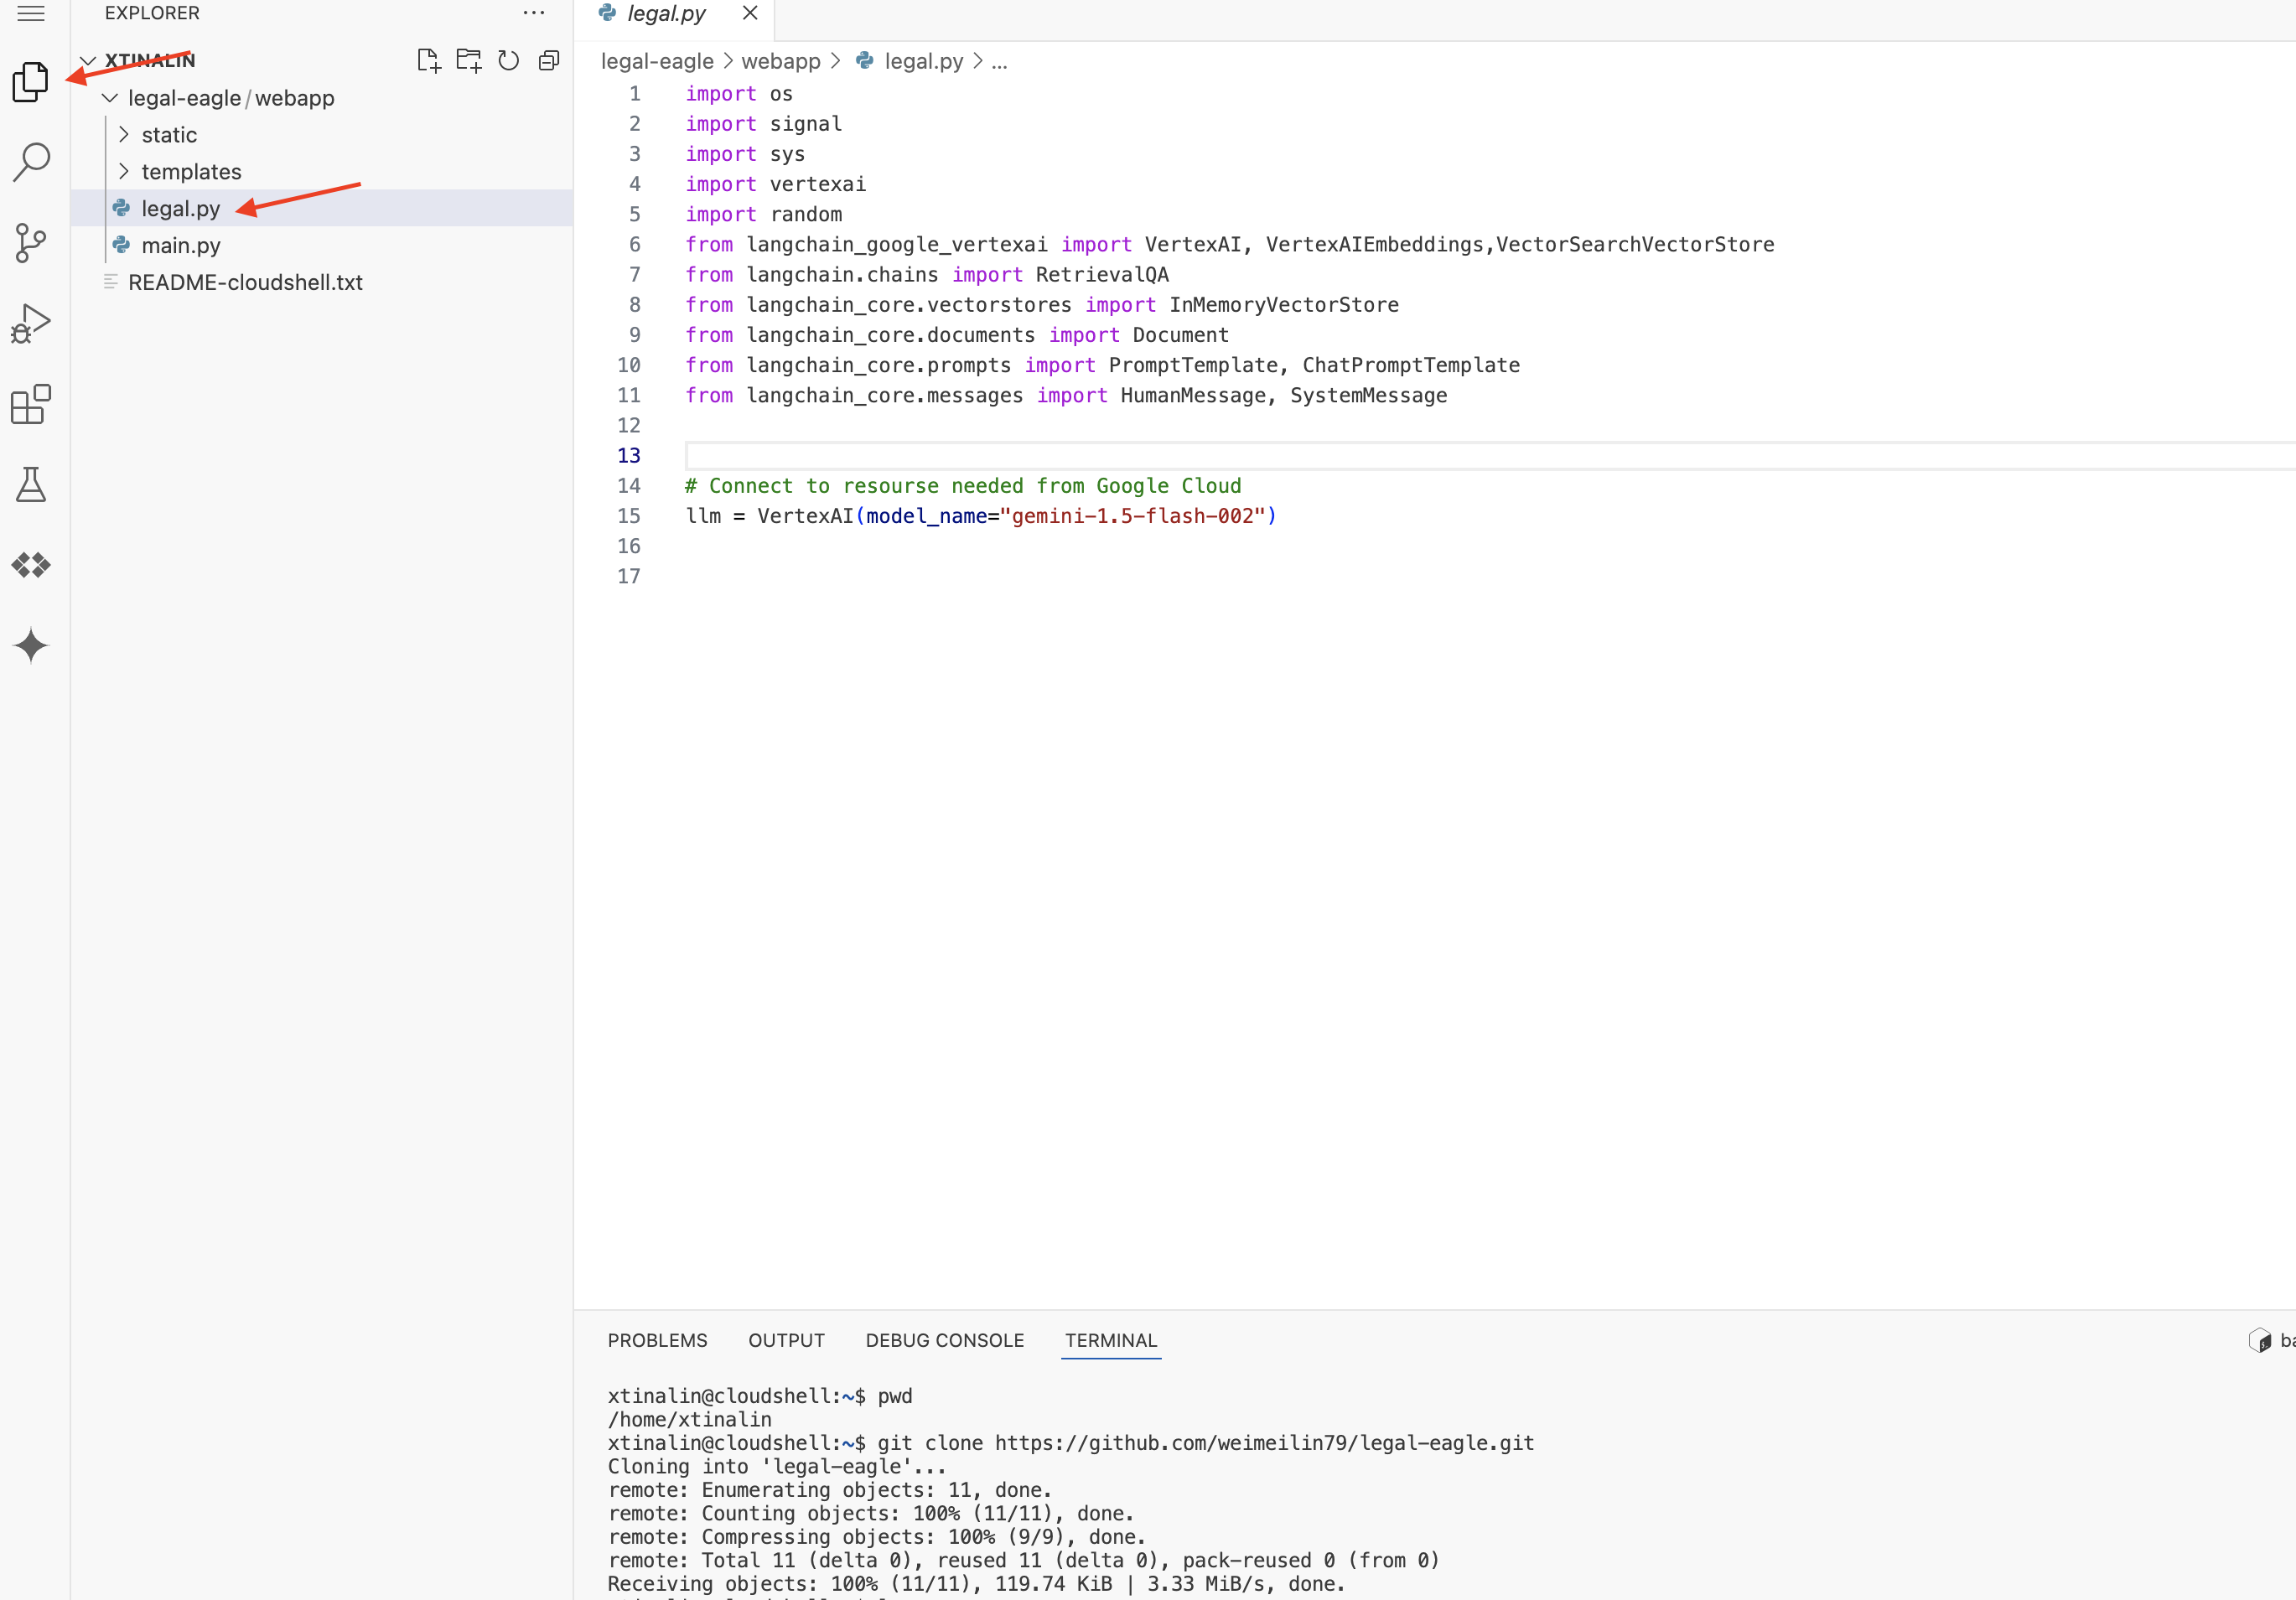 EXPLORER
XTINALIN
legal-eagle/webapp
static
templates
legal.py
main.py
README-cloudshell.txt
legal.py
legal-eagle > webapp > legal.py > ...
1 import os
2 import signal
3 import sys
4 import vertexai
5 import random
6 from langchain_google_vertexai import VertexAI, VertexAIEmbeddings,VectorSearchVectorStore
7 from langchain.chains import RetrievalQA
8 from langchain_core.vectorstores import InMemoryVectorStore
9 from langchain_core.documents import Document
10 from langchain_core.prompts import PromptTemplate, ChatPromptTemplate
11 from langchain_core.messages import HumanMessage, SystemMessage
12
13
14 # Connect to resourse needed from Google Cloud
15 llm = VertexAI(model_name="gemini-1.5-flash-002")
16
17
PROBLEMS OUTPUT DEBUG CONSOLE TERMINAL
xtinalin@cloudshell:~$ pwd
/home/xtinalin
xtinalin@cloudshell:~$ git clone https://github.com/weimeilin79/legal-eagle.git
Cloning into 'legal-eagle'...
remote: Enumerating objects: 11, done.
remote: Counting objects: 100% (11/11), done.
remote: Compressing objects: 100% (9/9), done.
remote: Total 11 (delta 0), reused 11 (delta 0), pack-reused 0 (from 0)
Receiving objects: 100% (11/11), 119.74 KiB | 3.33 MiB/s, done.